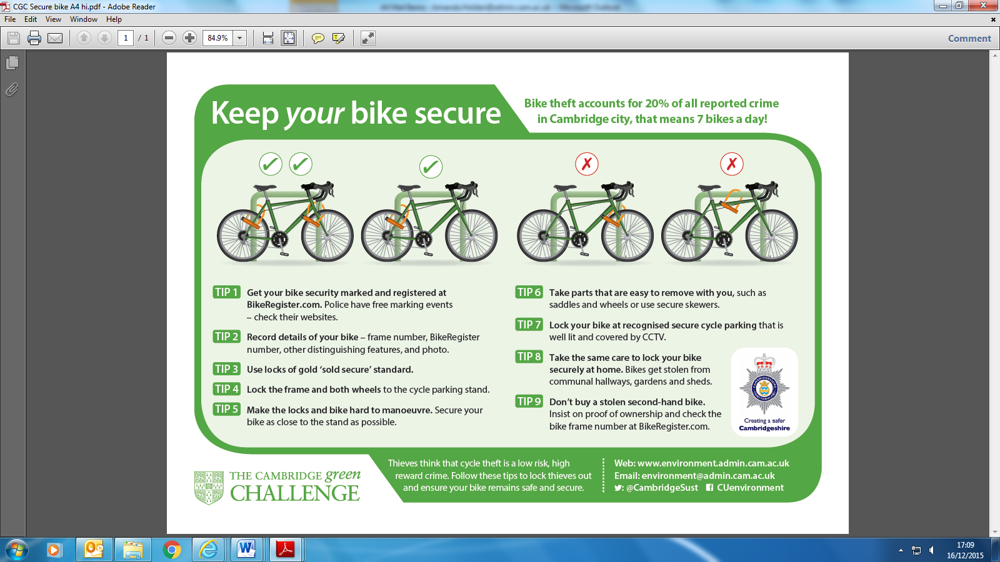 CGC Secure bike A4 hi.pdf - Adobe Reader
File Edit View Window Help
1 / 1 84.9% Comment
Keep your bike secure
Bike theft accounts for 20% of all reported crime
in Cambridge city, that means 7 bikes a day!
TIP 1 Get your bike security marked and registered at
BikeRegister.com. Police have free marking events
– check their websites.
TIP 2 Record details of your bike – frame number, BikeRegister
number, other distinguishing features, and photo.
TIP 3 Use locks of gold ‘sold secure’ standard.
TIP 4 Lock the frame and both wheels to the cycle parking stand.
TIP 5 Make the locks and bike hard to manoeuvre. Secure your
bike as close to the stand as possible.
TIP 6 Take parts that are easy to remove with you, such as
saddles and wheels or use secure skewers.
TIP 7 Lock your bike at recognised secure cycle parking that is
well lit and covered by CCTV.
TIP 8 Take the same care to lock your bike
securely at home. Bikes get stolen from
communal hallways, gardens and sheds.
TIP 9 Don’t buy a stolen second-hand bike.
Insist on proof of ownership and check the
bike frame number at BikeRegister.com.
Creating a safer
Cambridgeshire
THE CAMBRIDGE green
CHALLENGE
Thieves think that cycle theft is a low risk, high
reward crime. Follow these tips to lock thieves out
and ensure your bike remains safe and secure.
Web: www.environment.admin.cam.ac.uk
Email: environment@admin.cam.ac.uk
: @CambridgeSust CUenvironment
17:09
16/12/2015